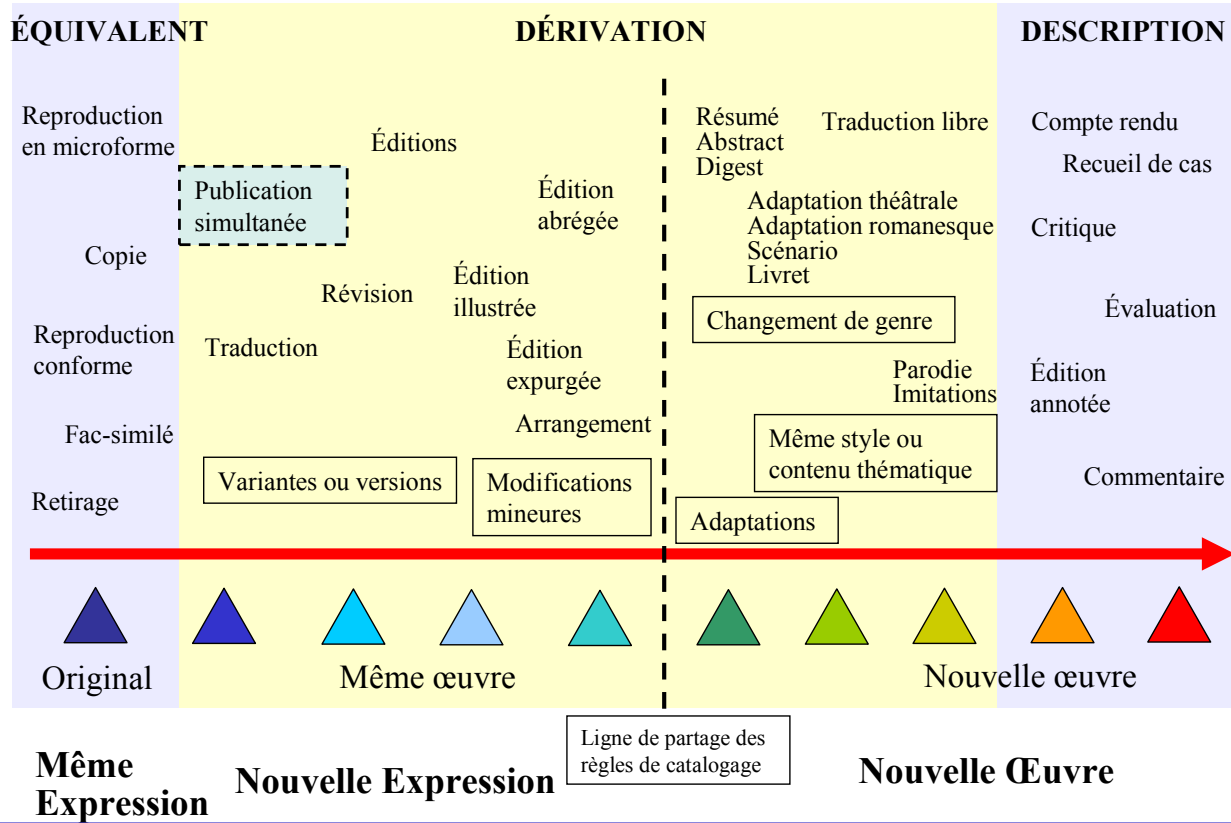 ÉQUIVALENT
DÉRIVATION
DESCRIPTION
Reproduction
en microforme
Copie
Reproduction
conforme
Fac-similé
Retirage
Publication
simultanée
Éditions
Édition
abrégée
Révision
Édition
illustrée
Traduction
Édition
expurgée
Arrangement
Variantes ou versions
Modifications
mineures
Résumé
Abstract
Digest
Traduction libre
Adaptation théâtrale
Adaptation romanesque
Scénario
Livret
Changement de genre
Parodie
Imitations
Même style ou
contenu thématique
Adaptations
Compte rendu
Recueil de cas
Critique
Évaluation
Édition
annotée
Commentaire
Original
Même œuvre
Nouvelle œuvre
Même
Expression
Nouvelle Expression
Ligne de partage des
règles de catalogage
Nouvelle Œuvre